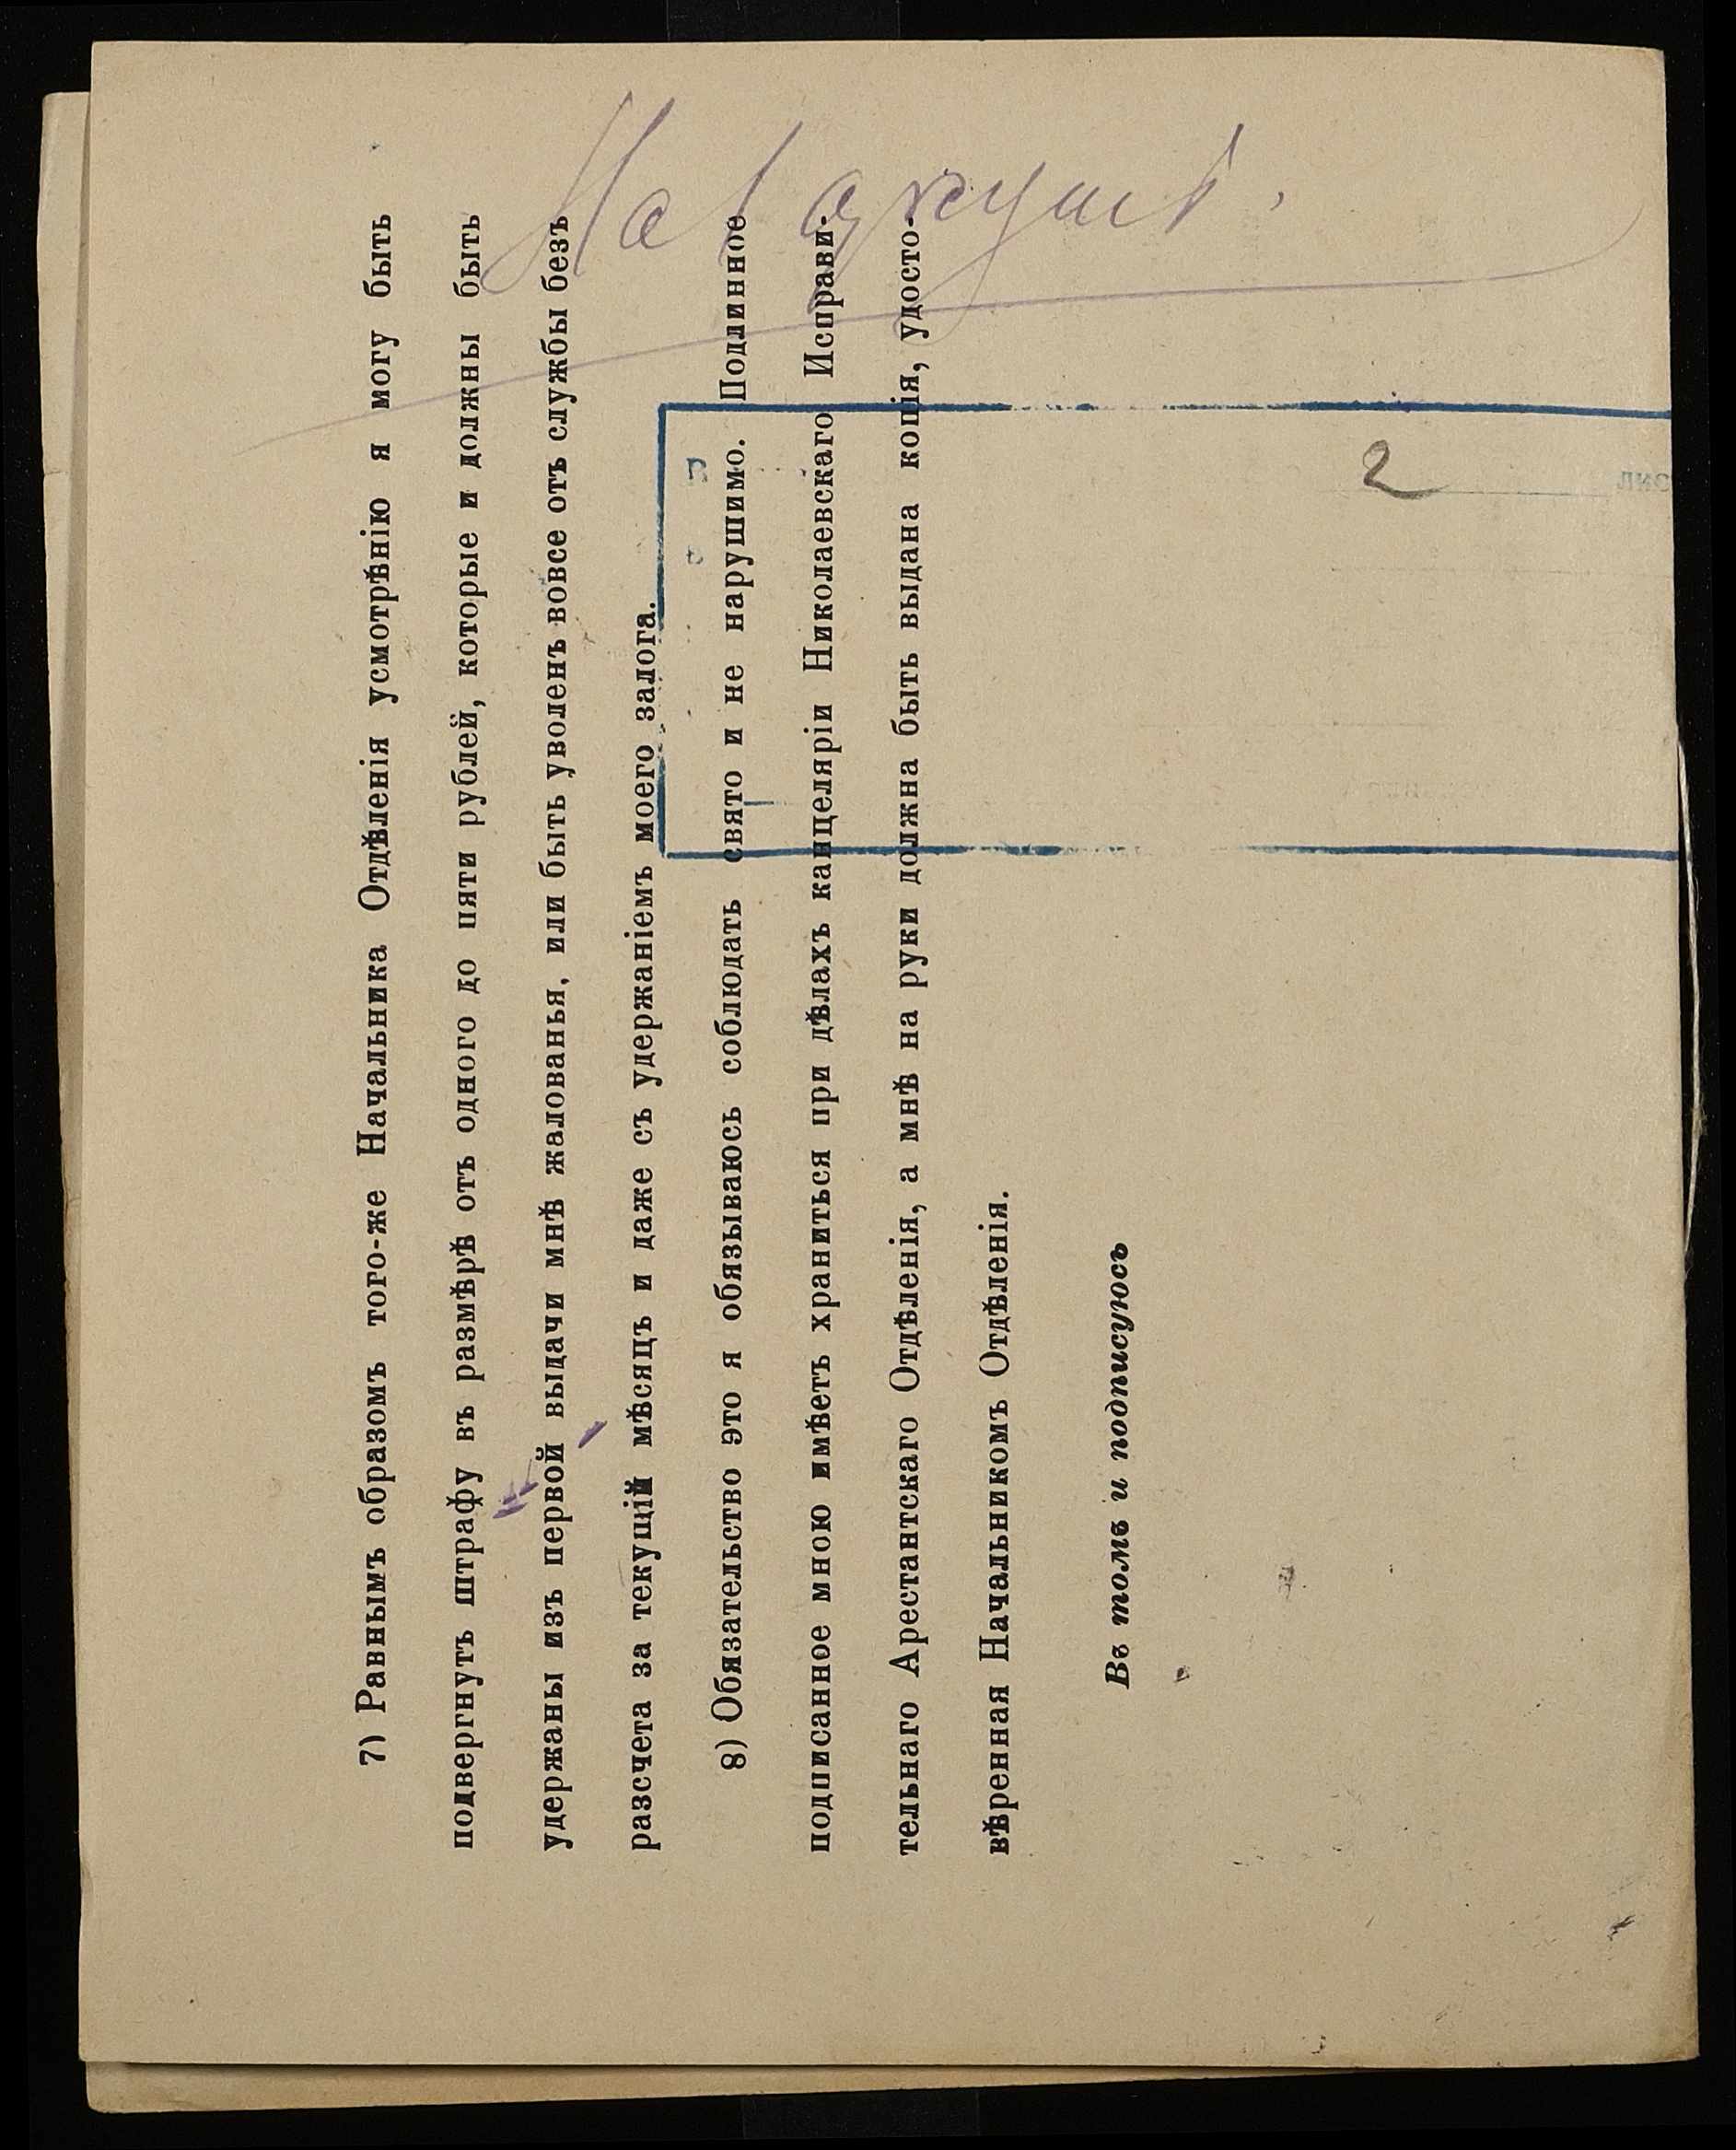 7) Равнымъ образомъ того-же Начальника Отдѣленія усмотрѣнію я могу быть
подвергнутъ штрафу въ размѣрѣ отъ одного до пяти рублей, которые и должны быть
удержаны изъ первой выдачи мнѣ жалованья, или быть уволенъ вовсе отъ службы безъ
разсчета за текущій мѣсяцъ и даже съ удержаніемъ моего залога.
8) Обязательство это я обязываюсь соблюдать свято и не нарушимо. Подлинное
подписанное мною имѣетъ храниться при дѣлахъ канцеляріи Николаевскаго Исправи-
тельнаго Арестантскаго Отдѣленія, а мнѣ на руки должна быть выдана копія, удосто-
вѣренная Начальникомъ Отдѣленія.
Въ томъ и подписуюсь
2